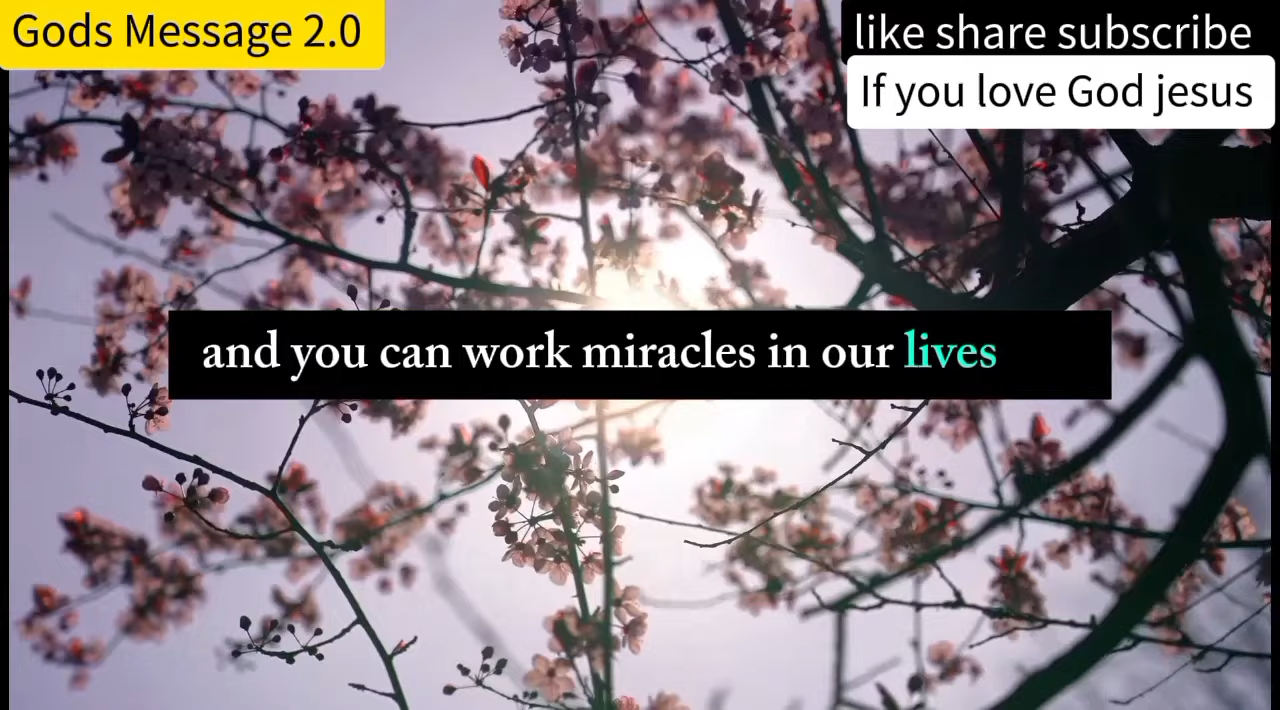 Gods Message 2.0
like share subscribe
If you love God jesus
and you can work miracles in our lives